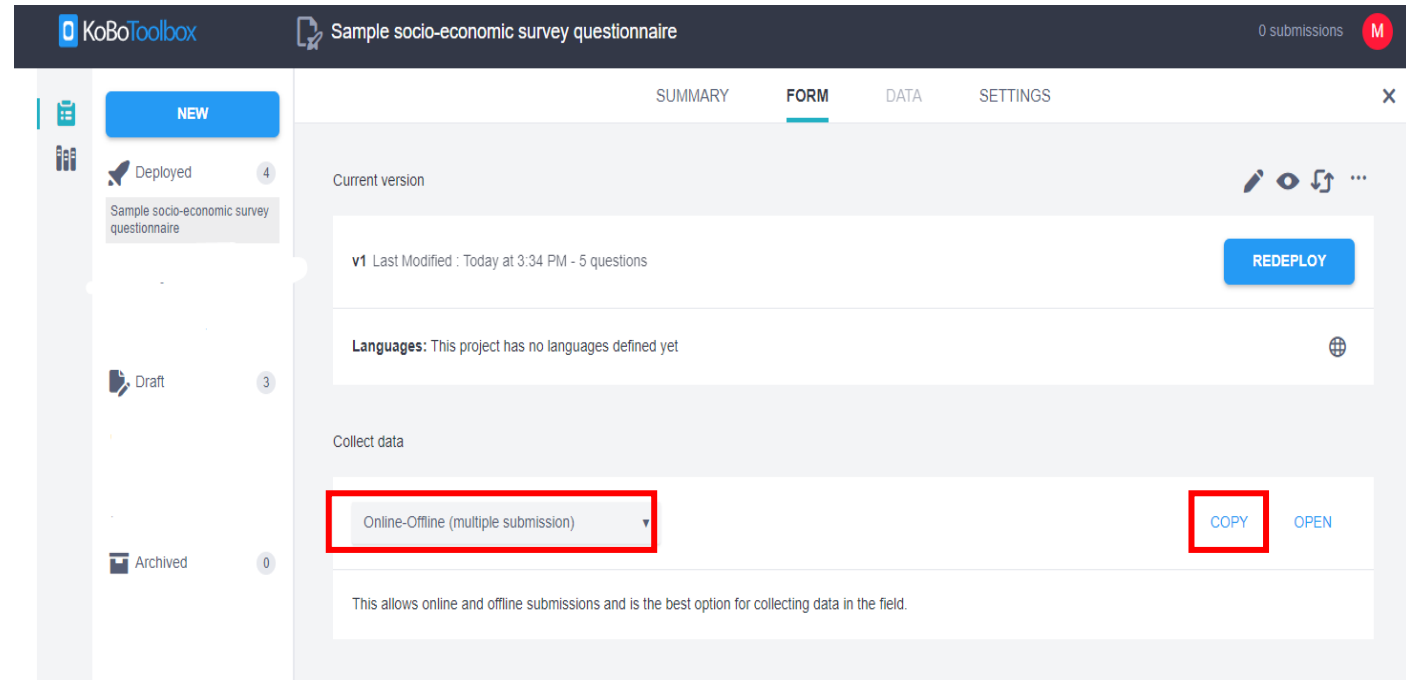 KoBoToolbox
Sample socio-economic survey questionnaire
0 submissions
M
SUMMARY FORM DATA SETTINGS
NEW
Deployed 4
Sample socio-economic survey
questionnaire
Draft 3
Archived 0
Current version
v1 Last Modified : Today at 3:34 PM - 5 questions
REDEPLOY
Languages: This project has no languages defined yet
Collect data
Online-Offline (multiple submission)
COPY OPEN
This allows online and offline submissions and is the best option for collecting data in the field.